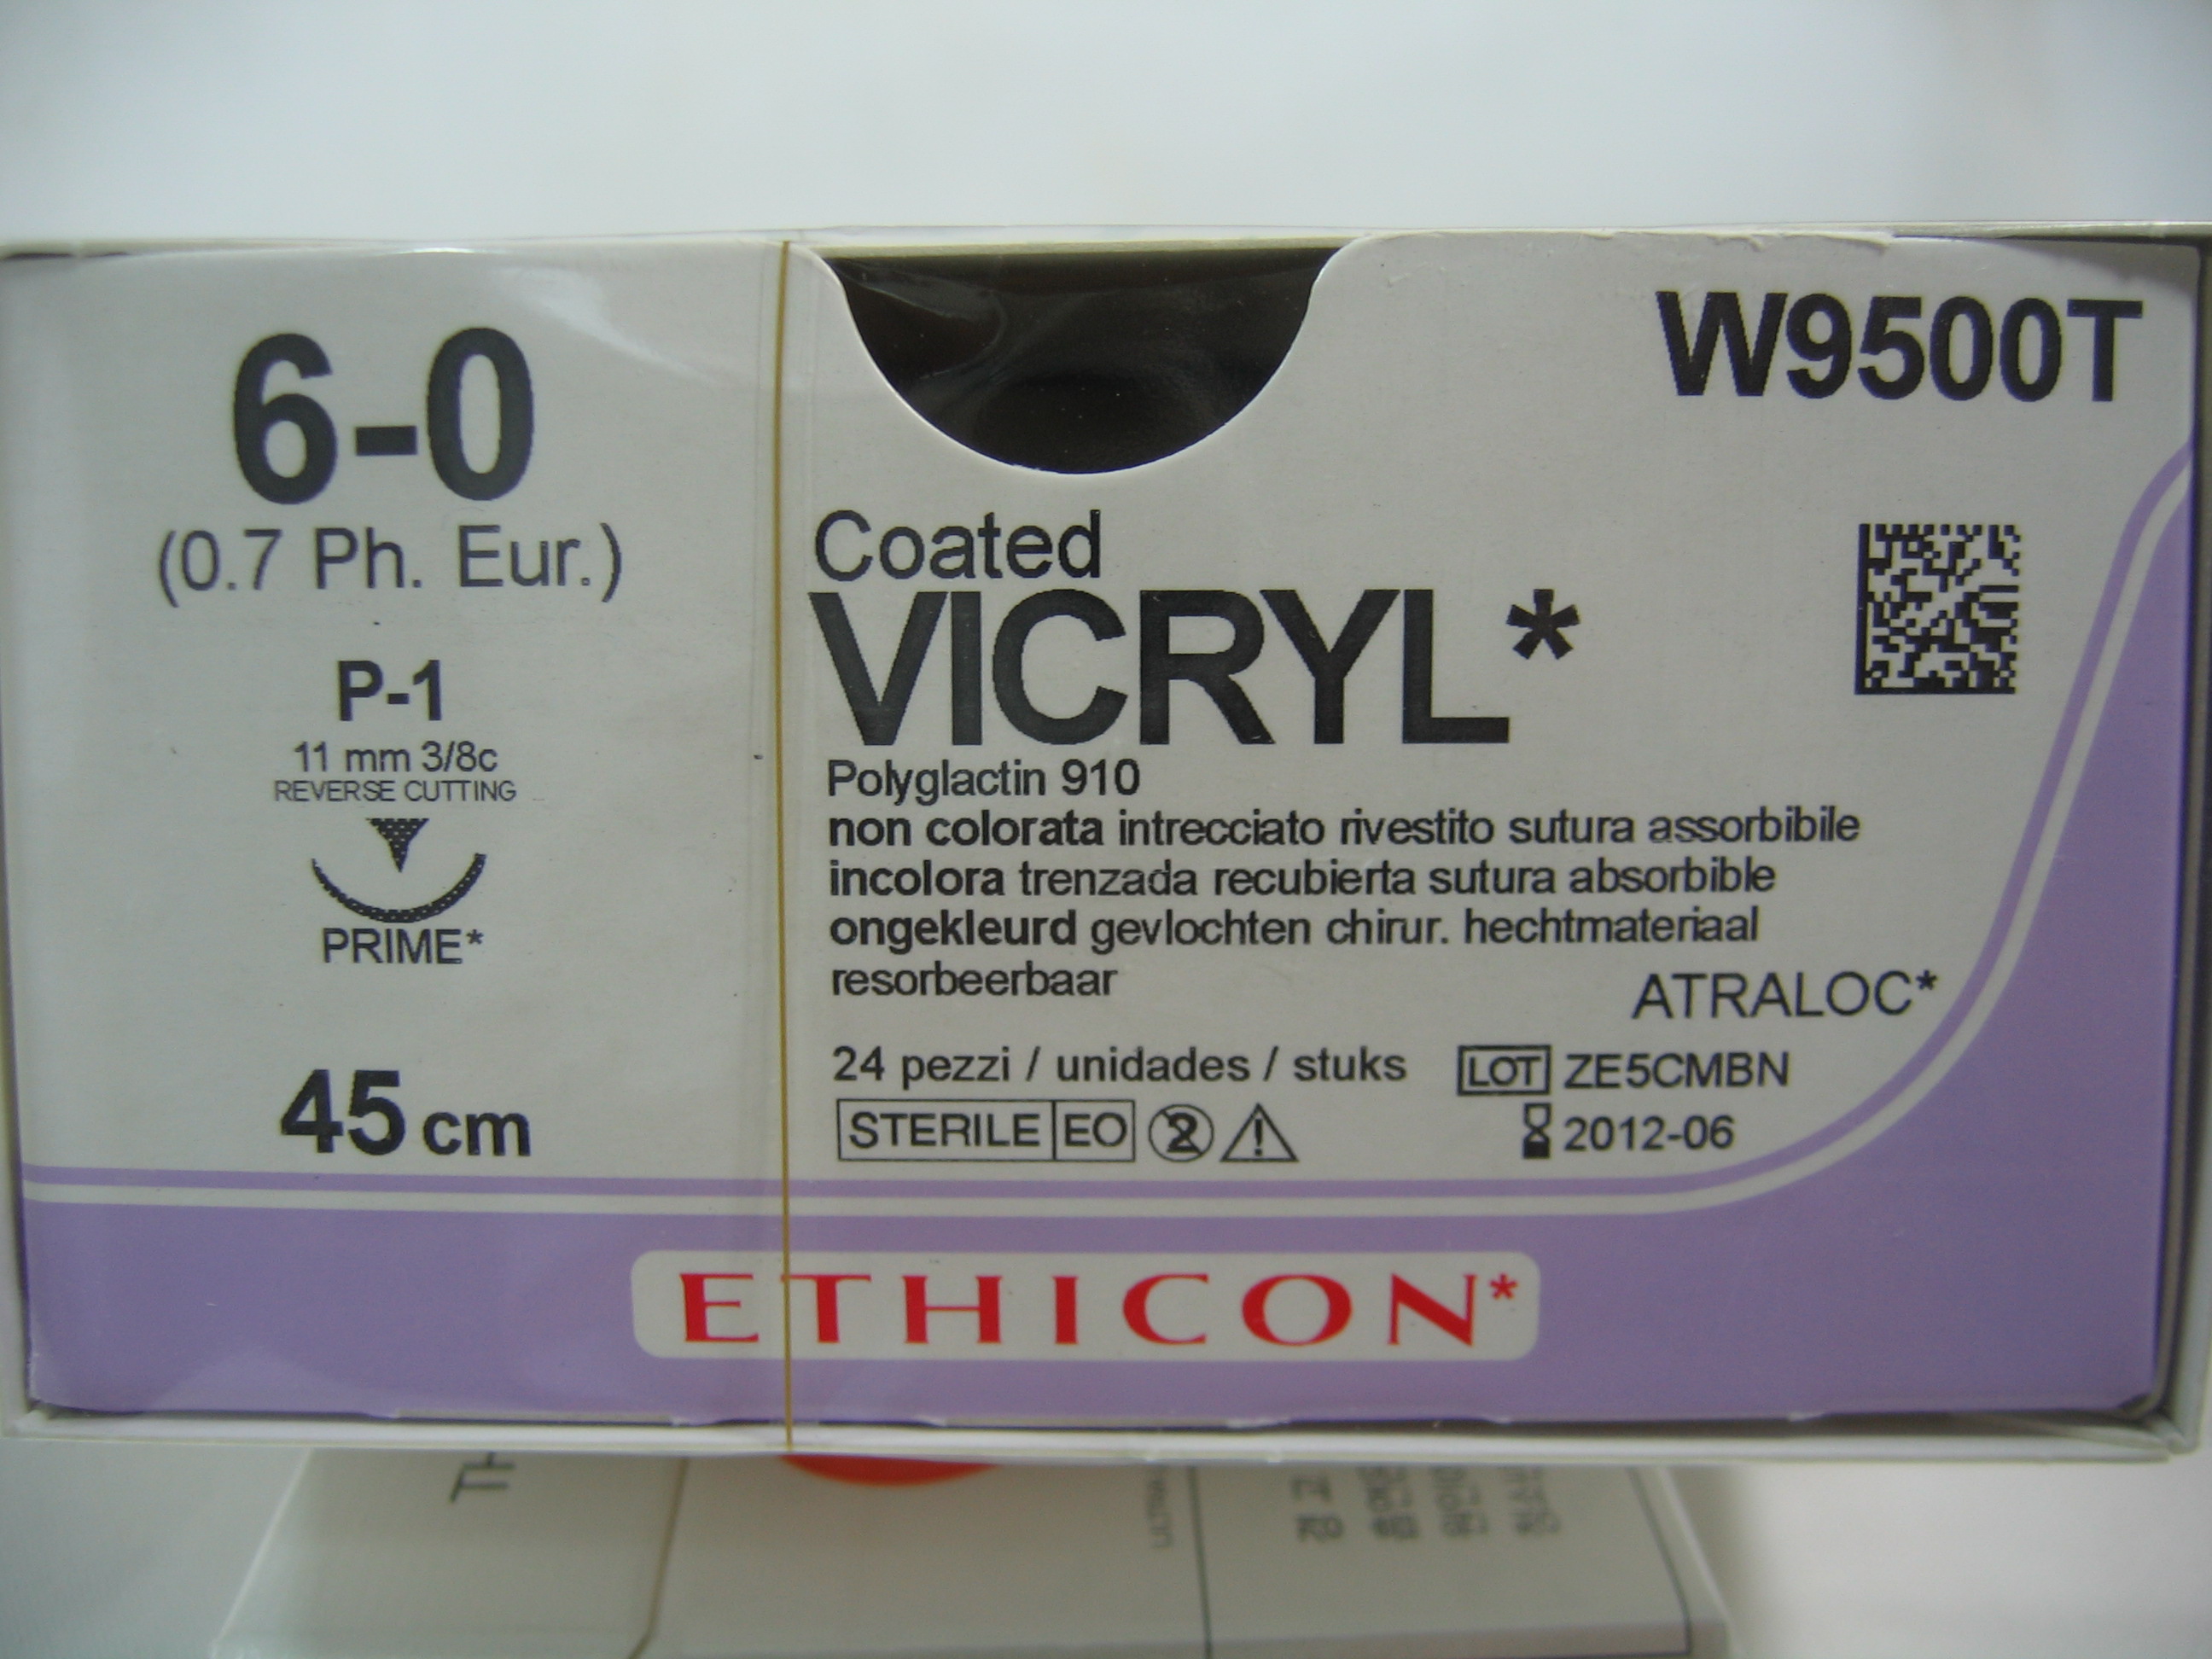 6-0
(0.7 Ph. Eur.)
P-1
11 mm 3/8c
REVERSE CUTTING
PRIME*
45 cm
W9500T
Coated
VICRYL*
Polyglactin 910
non colorata intrecciato rivestito sutura assorbibile
incolora trenzada recubierta sutura absorbible
ongekleurd gevlochten chirur. hechtmateriaal
resorbeerbaar
ATRALOC*
24 pezzi / unidades / stuks
LOT ZE5CMBN
STERILE EO 2
2012-06
ETHICON*
TH